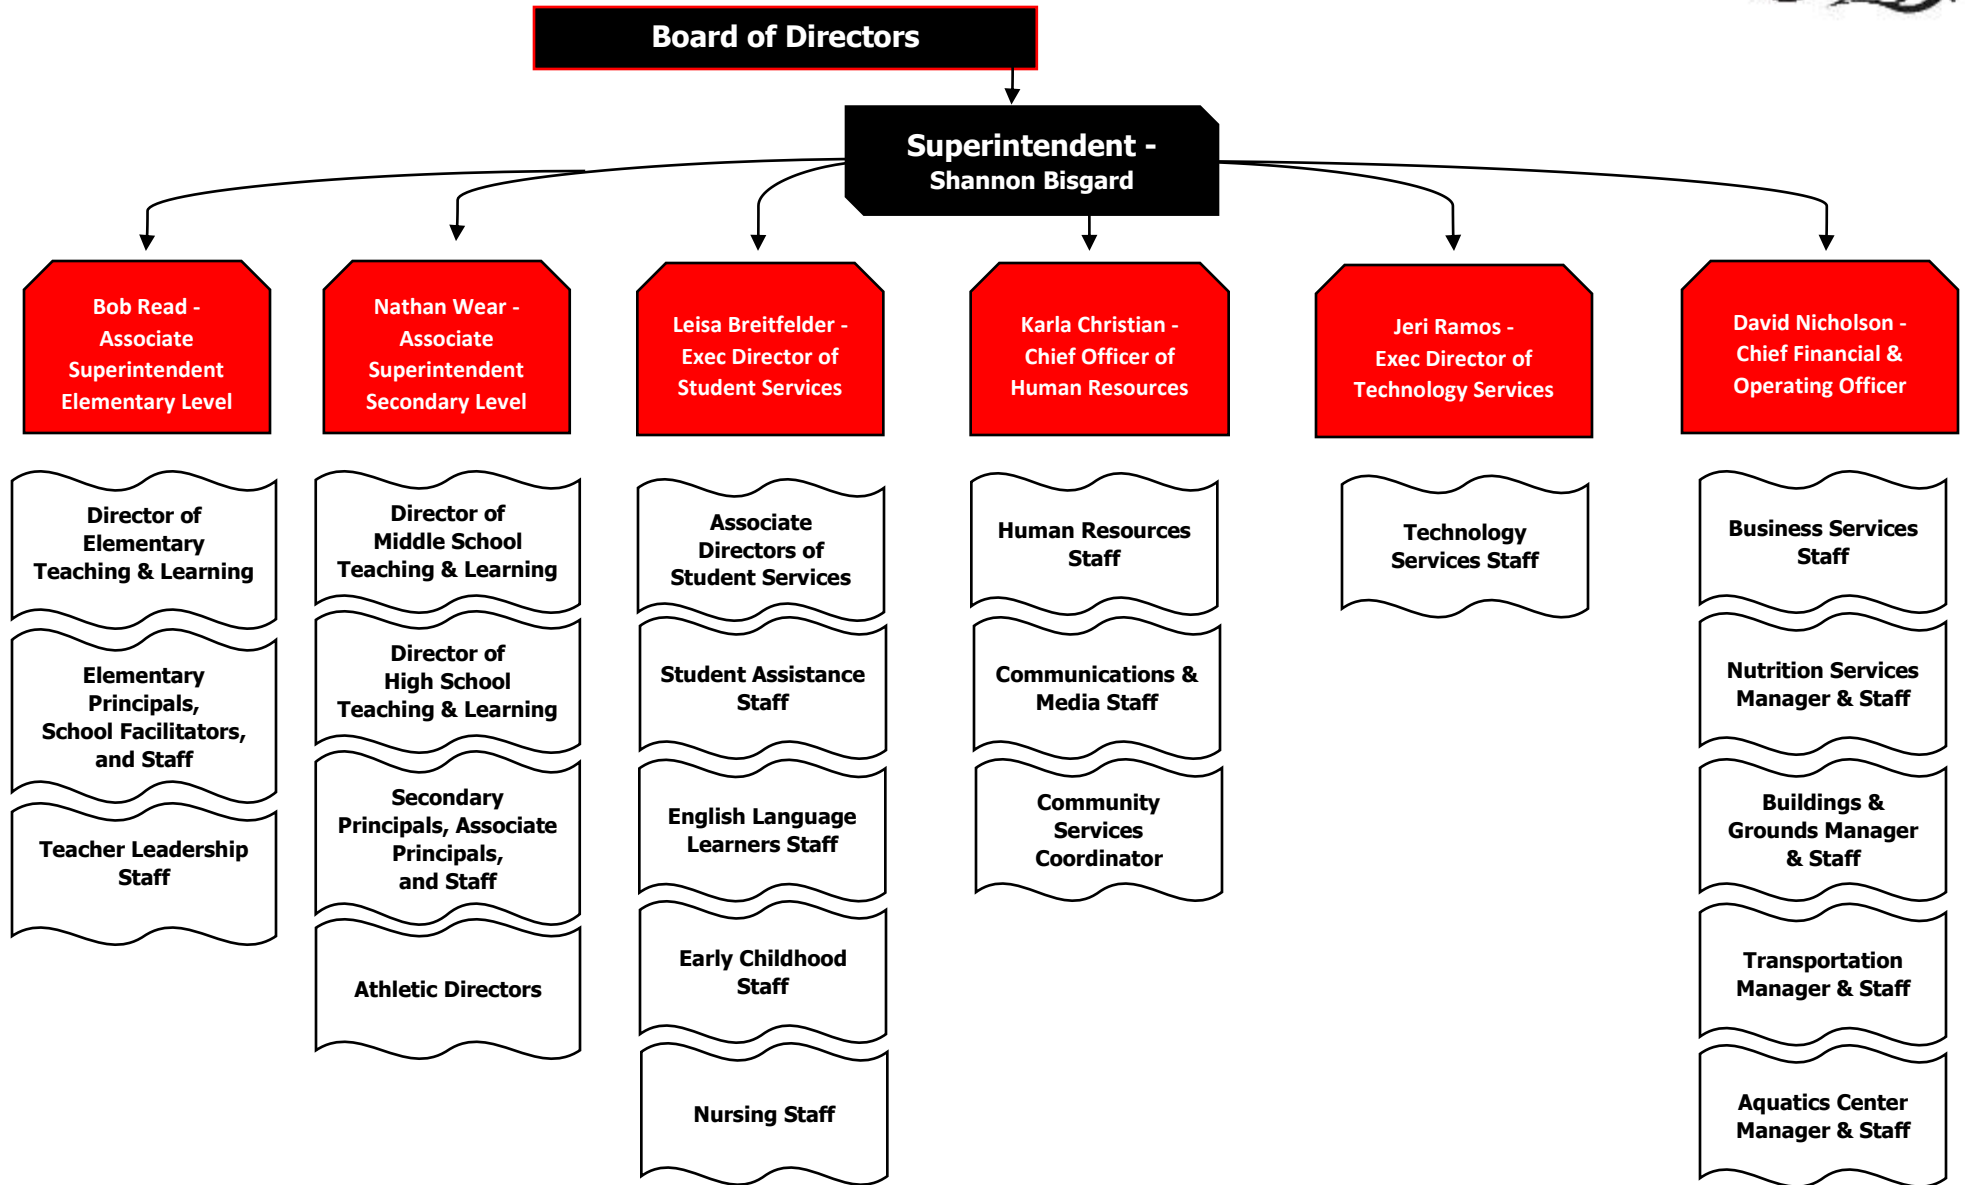 Board of Directors
Superintendent -
Shannon Bisgard
Bob Read -
Associate
Superintendent
Elementary Level
Nathan Wear -
Associate
Superintendent
Secondary Level
Leisa Breitfelder -
Exec Director of
Student Services
Karla Christian -
Chief Officer of
Human Resources
Jeri Ramos -
Exec Director of
Technology Services
David Nicholson -
Chief Financial &
Operating Officer
Director of
Elementary
Teaching & Learning
Elementary
Principals,
School Facilitators,
and Staff
Teacher Leadership
Staff
Director of
Middle School
Teaching & Learning
Director of
High School
Teaching & Learning
Secondary
Principals, Associate
Principals,
and Staff
Athletic Directors
Associate
Directors of
Student Services
Student Assistance
Staff
English Language
Learners Staff
Early Childhood
Staff
Nursing Staff
Human Resources
Staff
Communications &
Media Staff
Community
Services
Coordinator
Technology
Services Staff
Business Services
Staff
Nutrition Services
Manager & Staff
Buildings &
Grounds Manager
& Staff
Transportation
Manager & Staff
Aquatics Center
Manager & Staff